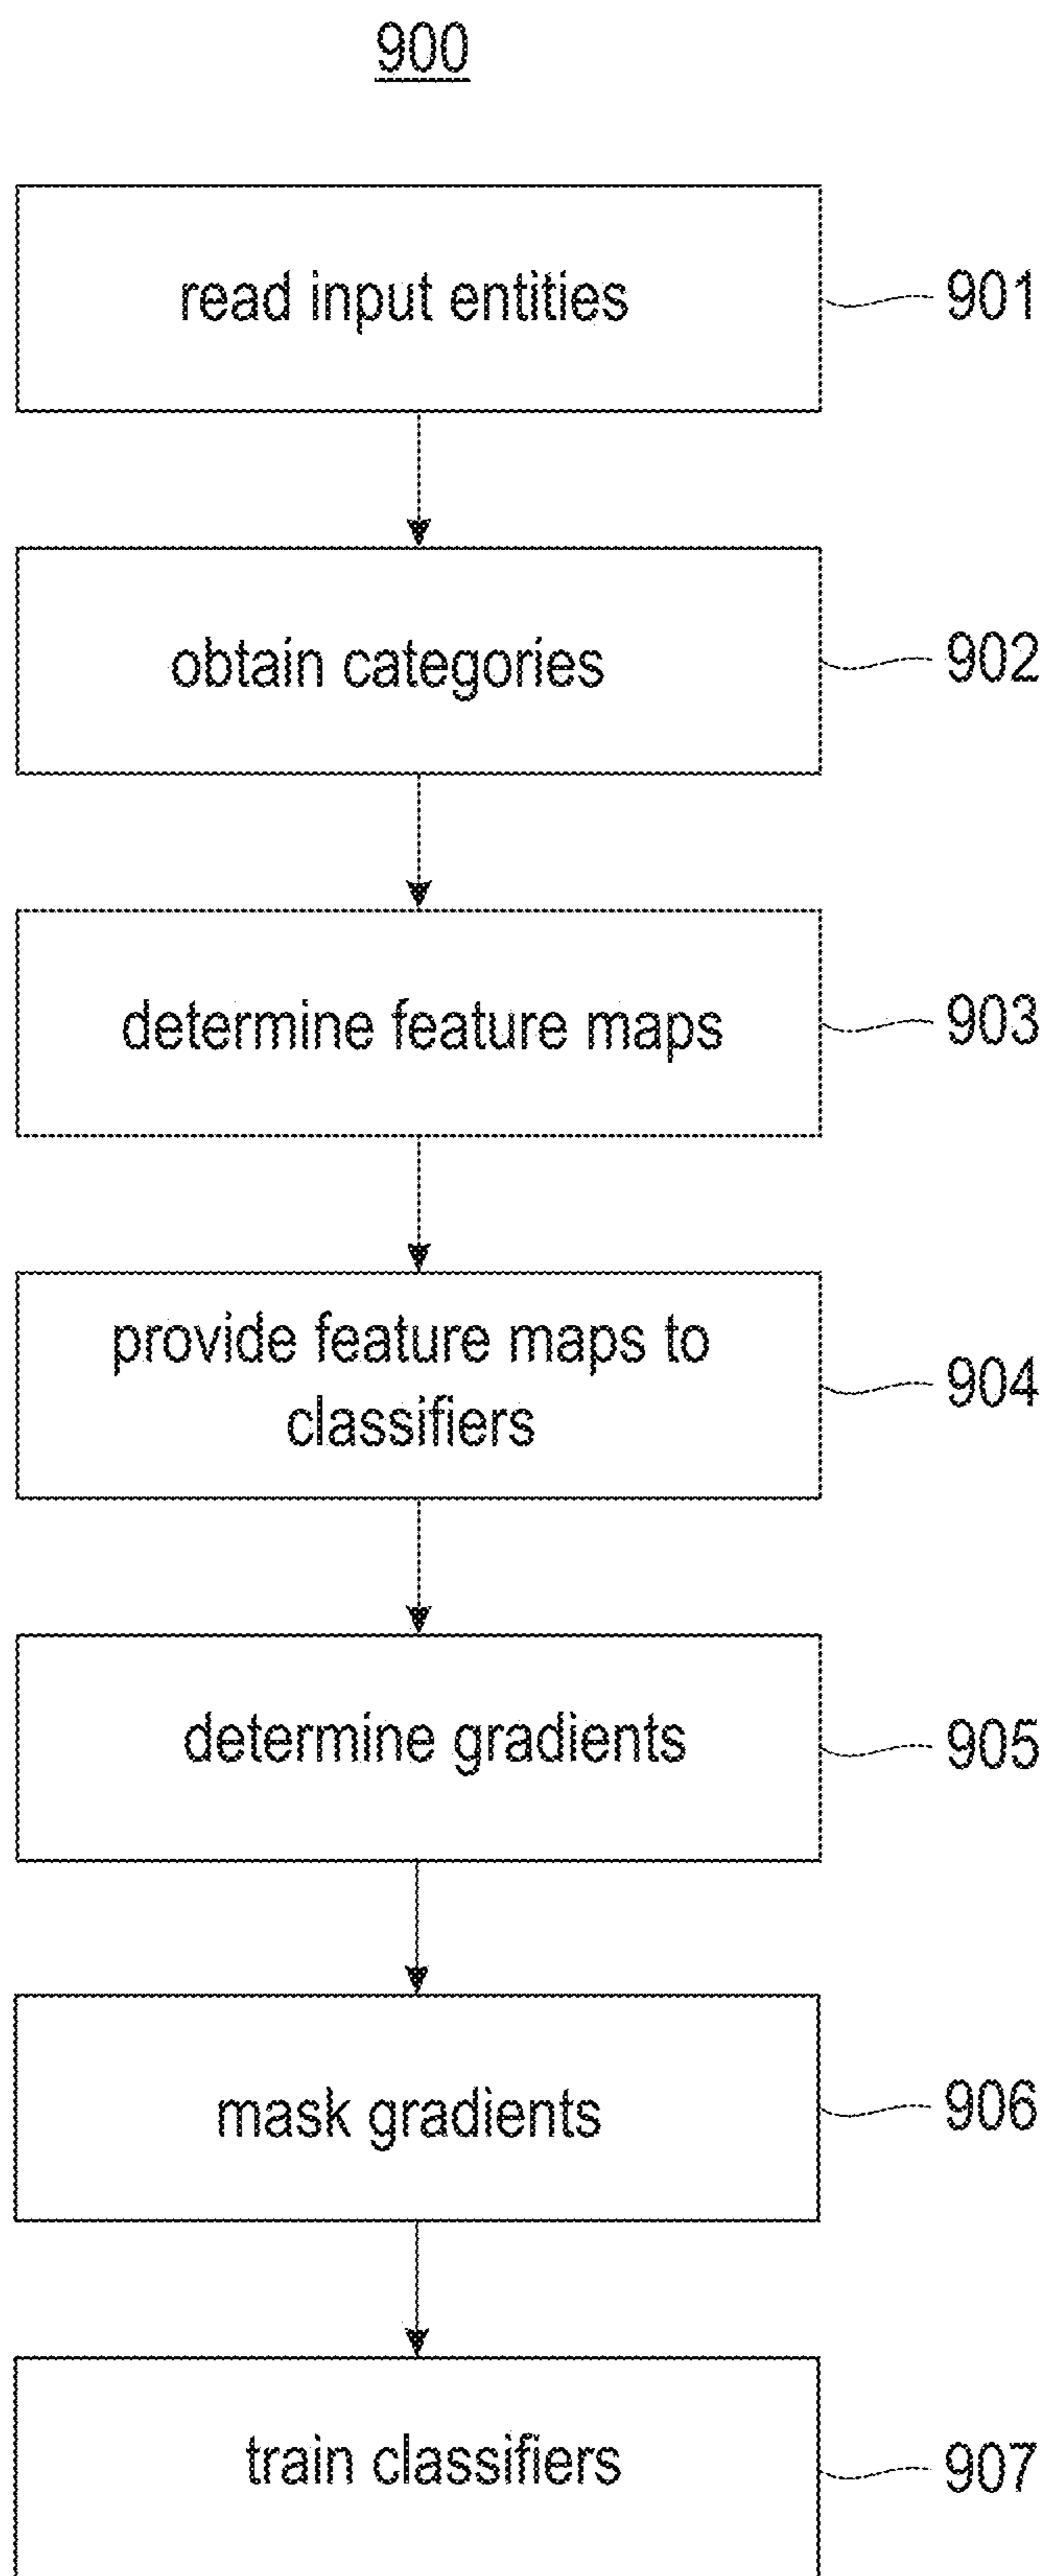 900
read input entities
901
obtain categories
902
determine feature maps
903
provide feature maps to
classifiers
904
determine gradients
905
mask gradients
906
train classifiers
907